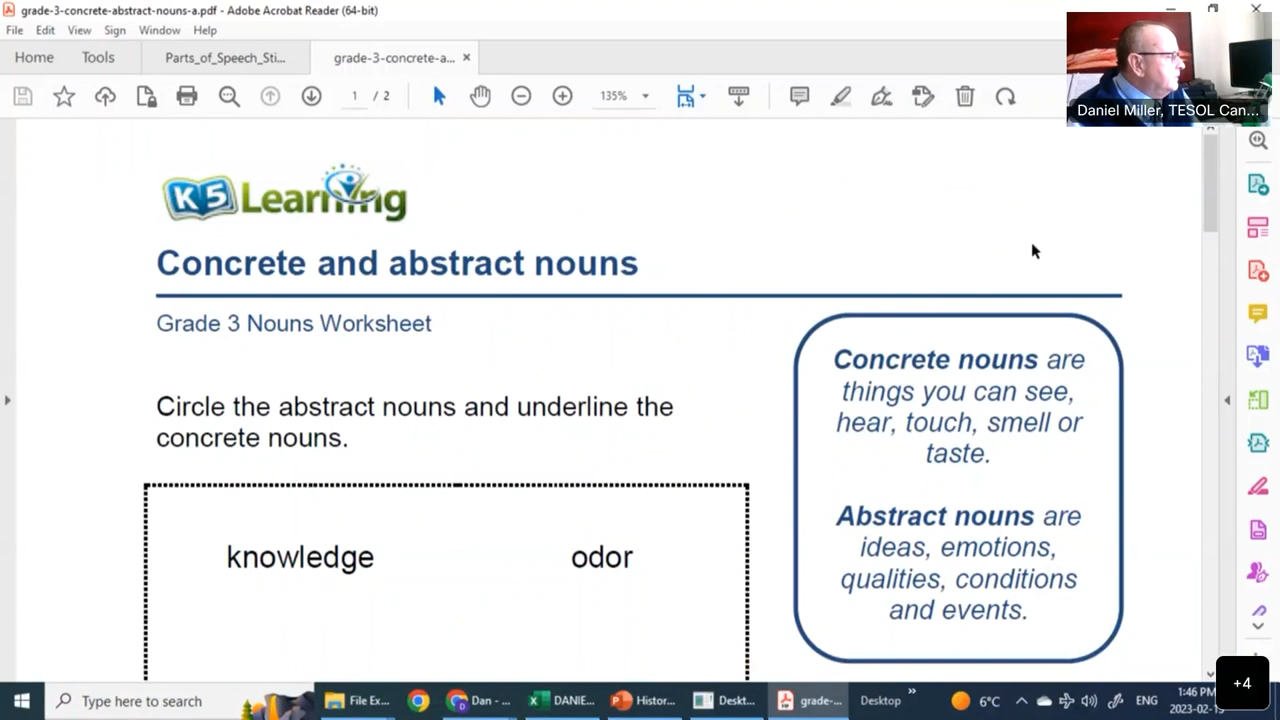 grade-3-concrete-abstract-nouns-a.pdf - Adobe Acrobat Reader (64-bit)
File Edit View Sign Window Help
Home Tools Parts_of_Speech_Sti... grade-3-concrete-a... ×
1 / 2 135%
Daniel Miller, TESOL Can...
K5 Learning
Concrete and abstract nouns
Grade 3 Nouns Worksheet
Circle the abstract nouns and underline the
concrete nouns.
knowledge odor
Concrete nouns are
things you can see,
hear, touch, smell or
taste.
Abstract nouns are
ideas, emotions,
qualities, conditions
and events.
Type here to search File Ex... Dan - ... DANIE... Histor... Deskt... grade-... Desktop 6°C ENG 1:46 PM
+4